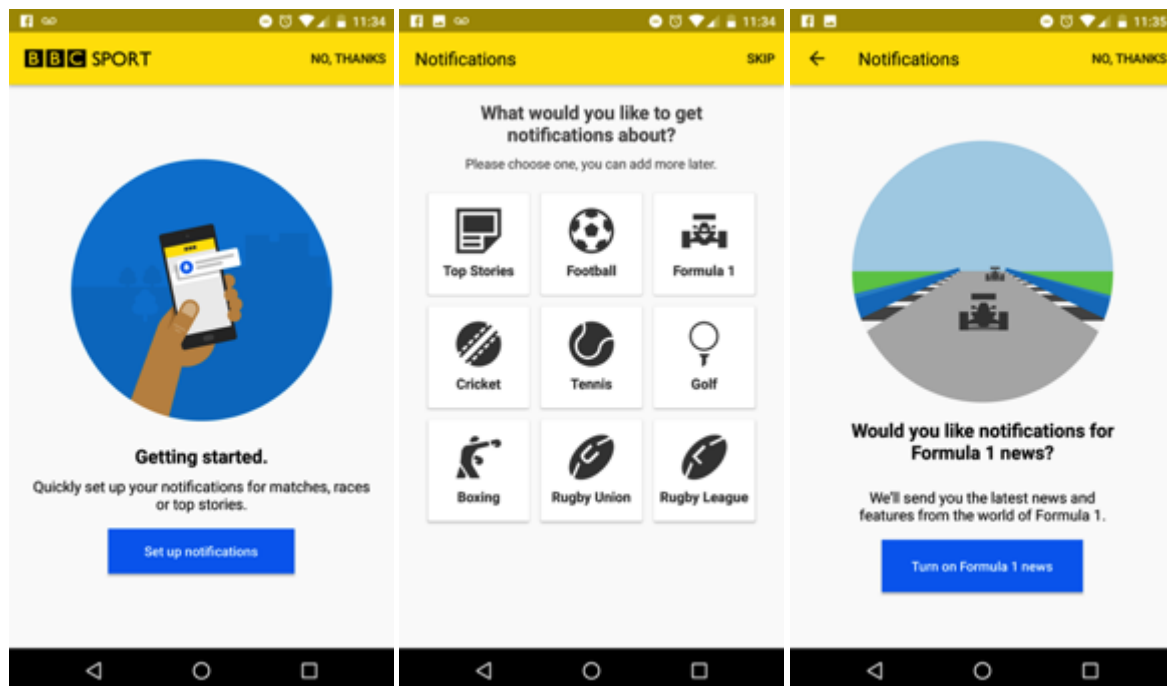 11:34
BBC SPORT
NO, THANKS
Getting started.
Quickly set up your notifications for matches, races
or top stories.
Set up notifications
11:34
Notifications
SKIP
What would you like to get
notifications about?
Please choose one, you can add more later.
Top Stories
Football
Formula 1
Cricket
Tennis
Golf
Boxing
Rugby Union
Rugby League
11:35
Notifications
NO, THANKS
Would you like notifications for
Formula 1 news?
We'll send you the latest news and
features from the world of Formula 1.
Turn on Formula 1 news